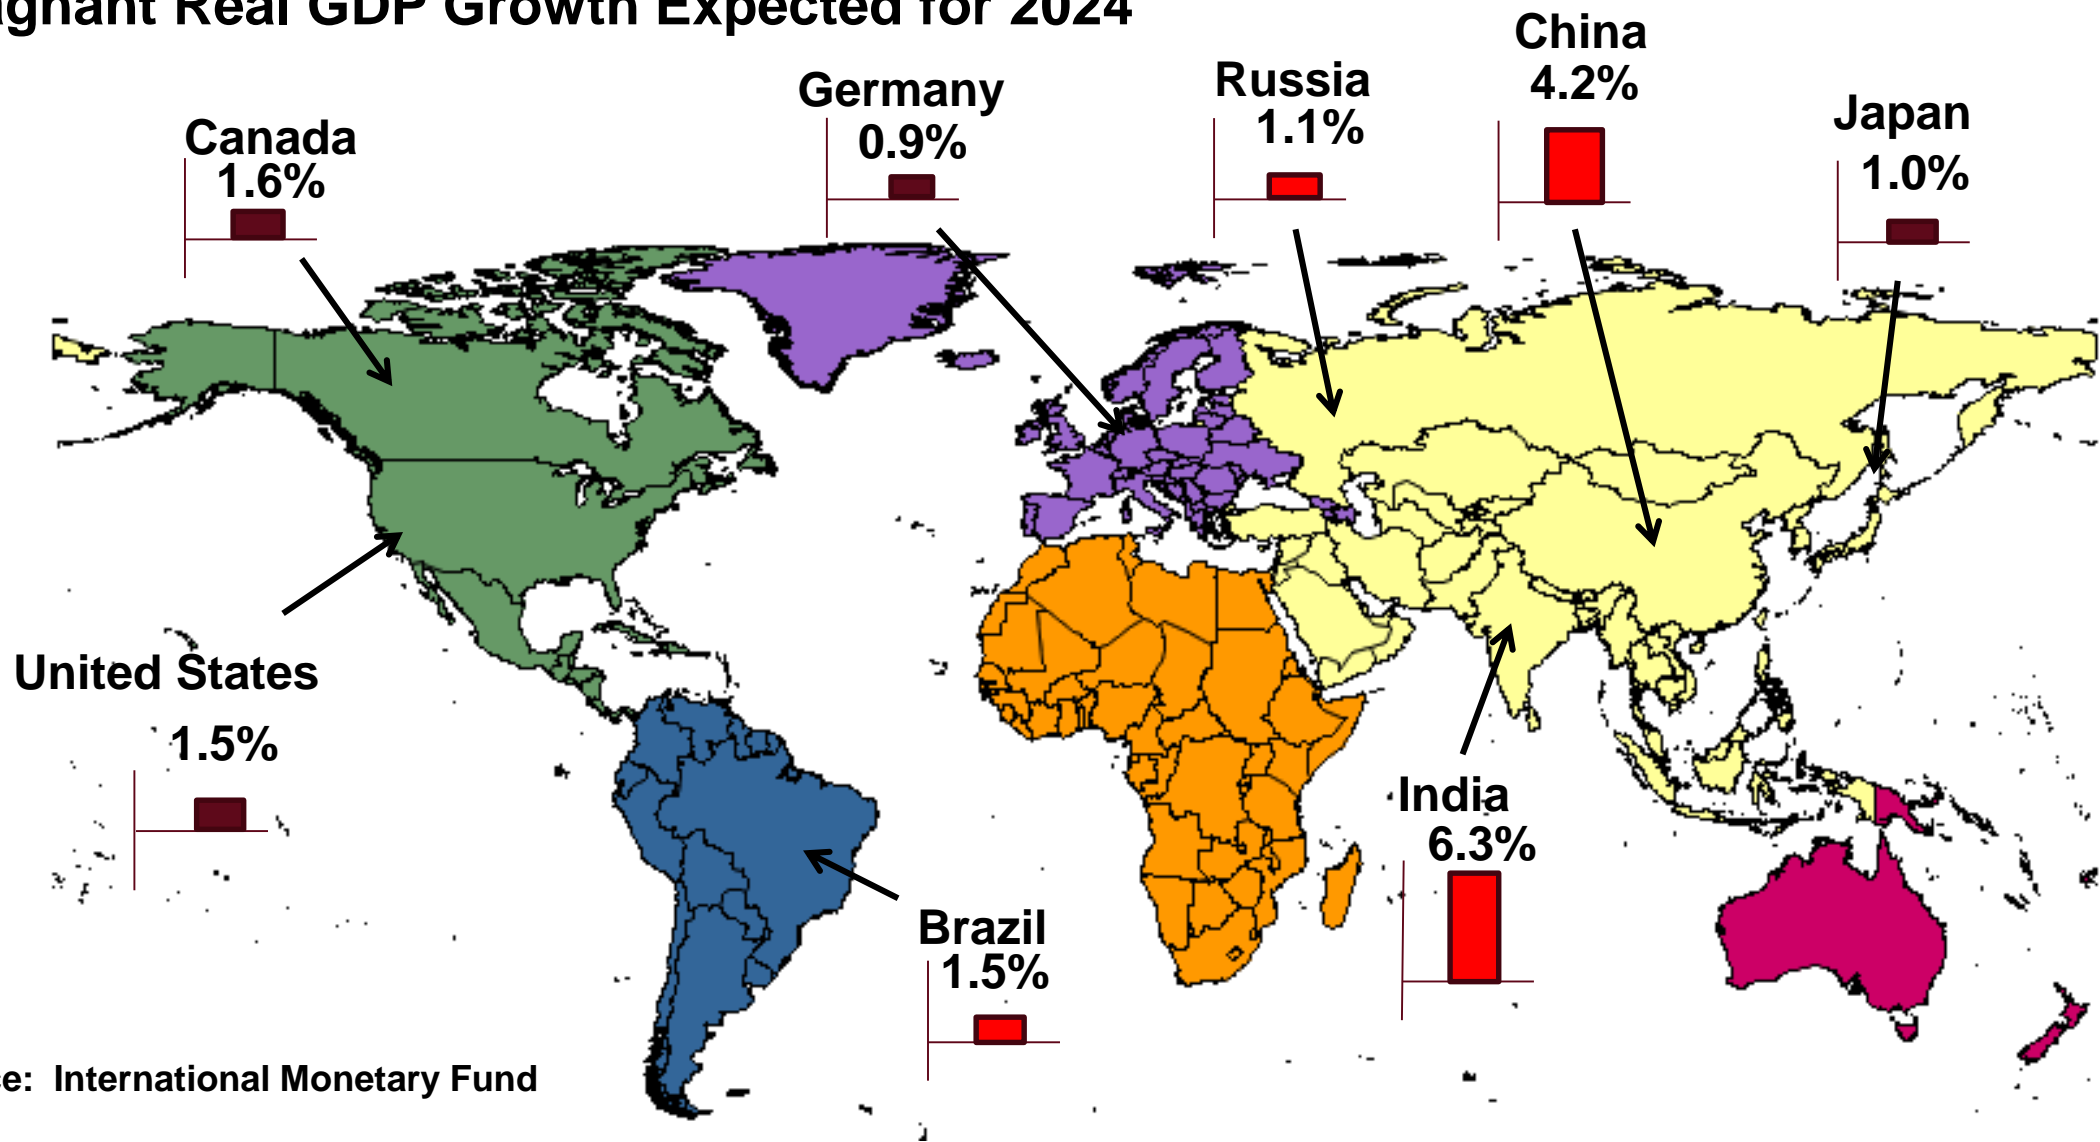 Real GDP Growth Expected for 2024
Canada
1.6%
Germany
0.9%
Russia
1.1%
China
4.2%
Japan
1.0%
United States
1.5%
Brazil
1.5%
India
6.3%
International Monetary Fund